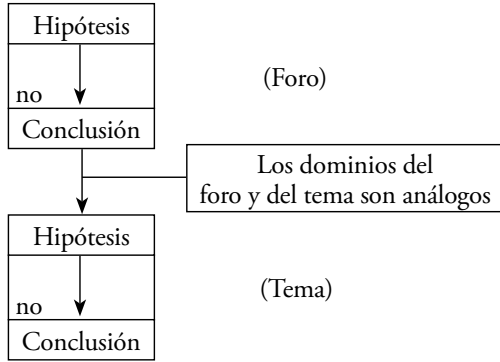 Hipótesis
(Foro)
no
Conclusión
Los dominios del
foro y del tema son análogos
Hipótesis
(Tema)
no
Conclusión